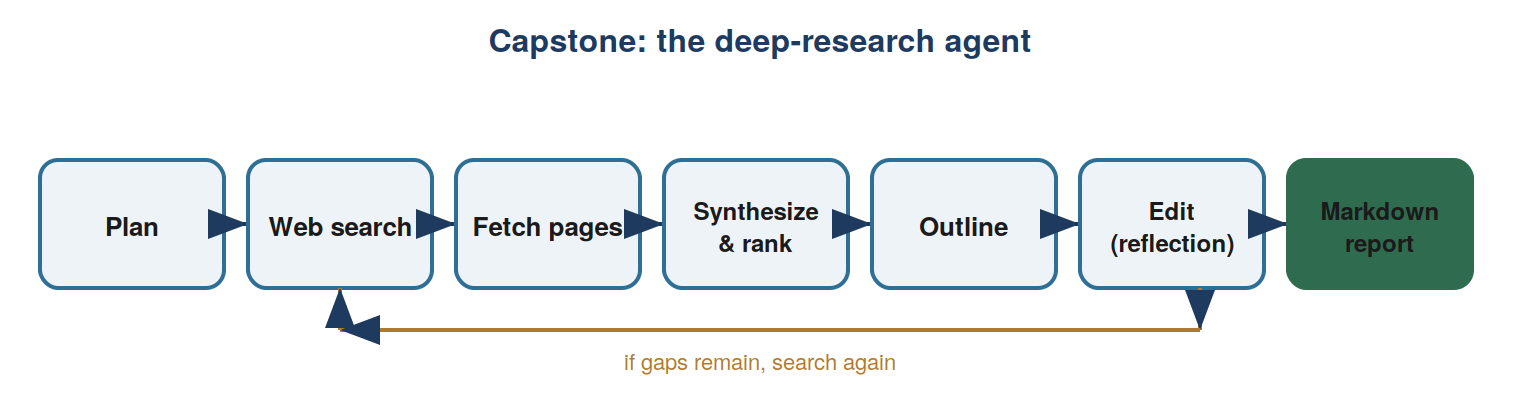 Capstone: the deep-research agent
Plan
Web search
Fetch pages
Synthesize
& rank
Outline
Edit
(reflection)
Markdown
report
if gaps remain, search again